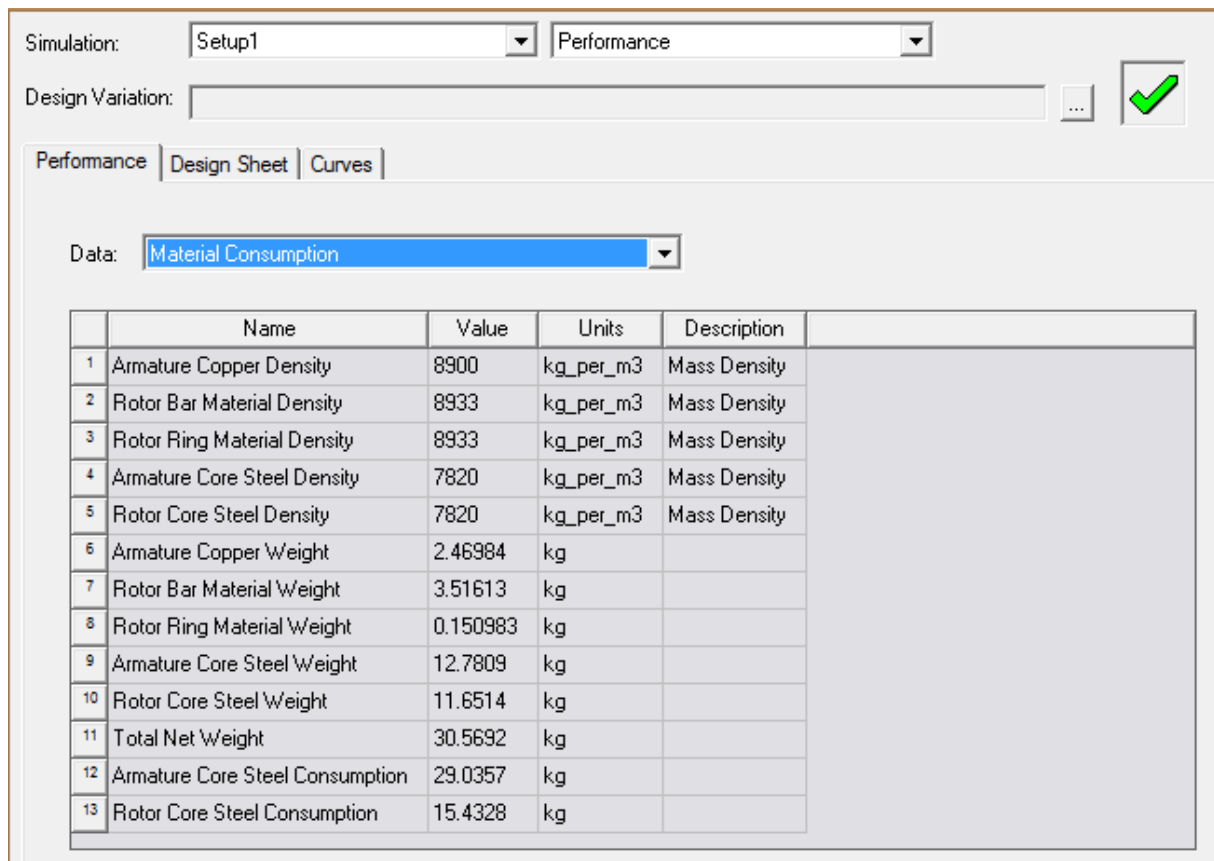 Simulation: Setup1 Performance
Design Variation: ...
Performance Design Sheet Curves
Data: Material Consumption
Name Value Units Description
1 Armature Copper Density 8900 kg_per_m3 Mass Density
2 Rotor Bar Material Density 8933 kg_per_m3 Mass Density
3 Rotor Ring Material Density 8933 kg_per_m3 Mass Density
4 Armature Core Steel Density 7820 kg_per_m3 Mass Density
5 Rotor Core Steel Density 7820 kg_per_m3 Mass Density
6 Armature Copper Weight 2.46984 kg
7 Rotor Bar Material Weight 3.51613 kg
8 Rotor Ring Material Weight 0.150983 kg
9 Armature Core Steel Weight 12.7809 kg
10 Rotor Core Steel Weight 11.6514 kg
11 Total Net Weight 30.5692 kg
12 Armature Core Steel Consumption 29.0357 kg
13 Rotor Core Steel Consumption 15.4328 kg